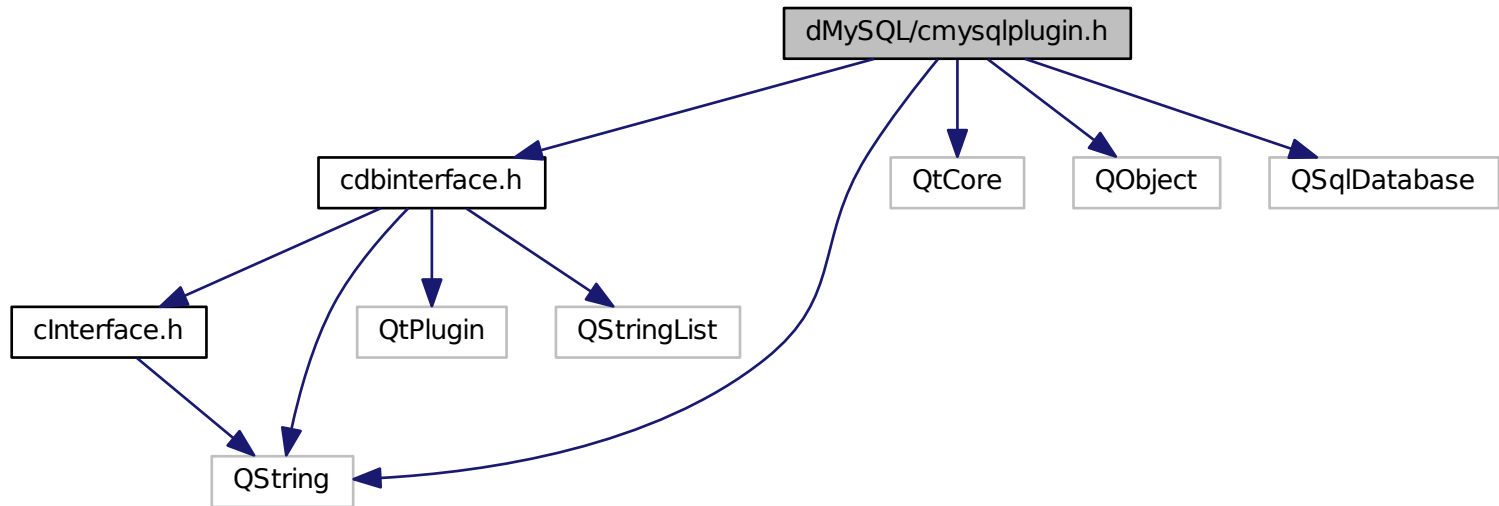 dMySQL/cmysqlplugin.h
cdbinterface.h
QtCore
QObject
QSqlDatabase
cInterface.h
QtPlugin
QStringList
QString